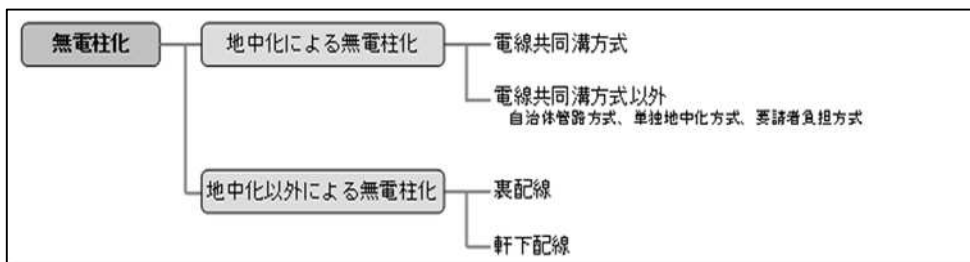 無電柱化
地中化による無電柱化
電線共同溝方式
電線共同溝方式以外
自治体管路方式、単独地中化方式、要請者負担方式
地中化以外による無電柱化
裏配線
軒下配線